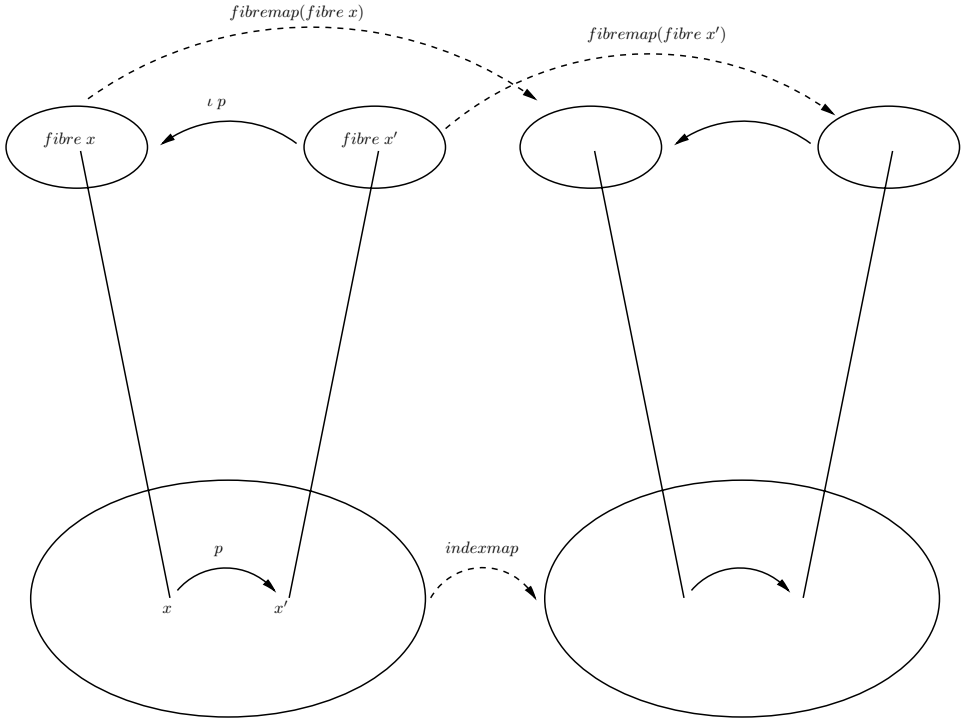 fibremap(fibre x)
fibremap(fibre x′)
ι p
fibre x
fibre x′
p
indexmap
x
x′